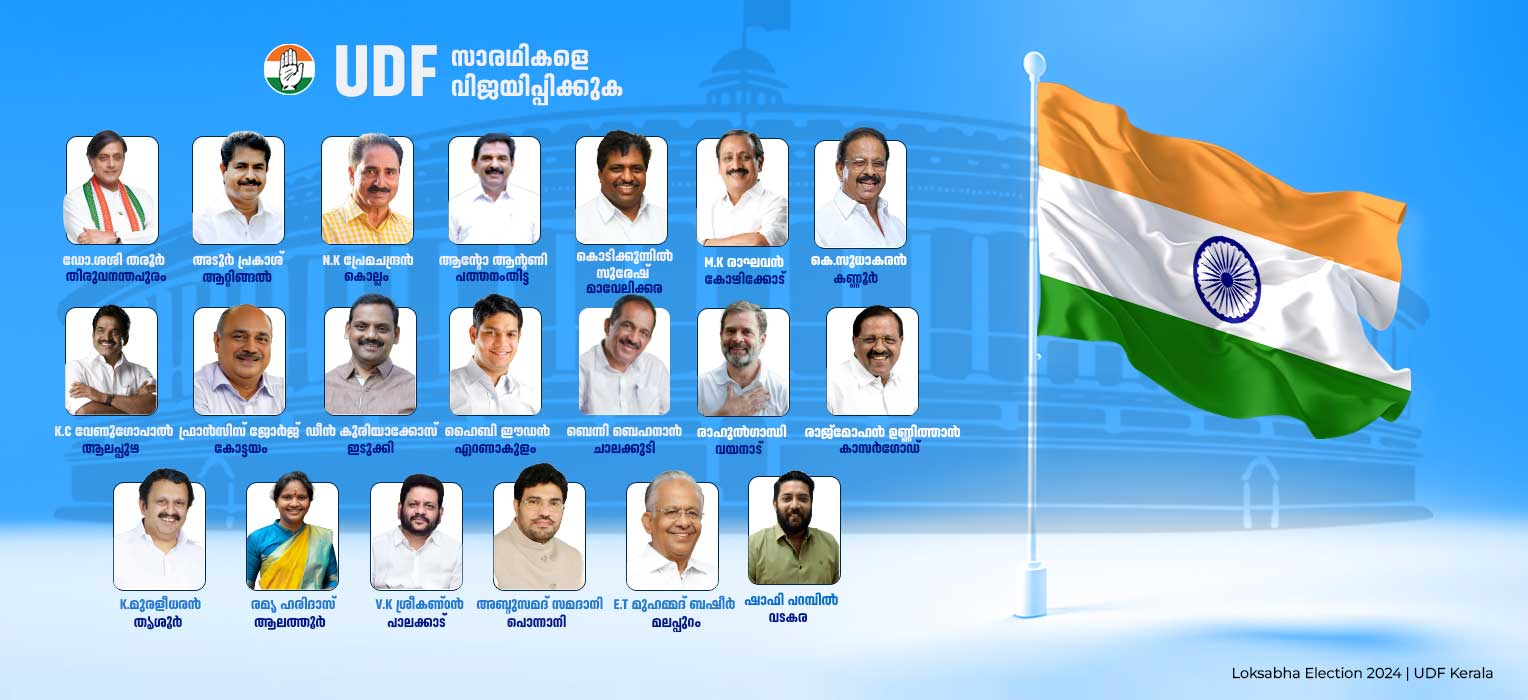 UDF സാരഥികളെ
വിജയിപ്പിക്കുക
ഡോ.ശശി തരൂർ
തിരുവനന്തപുരം
അടൂർ പ്രകാശ്
ആറ്റിങ്ങൽ
N.K പ്രേമചന്ദ്രൻ
കൊല്ലം
ആന്റോ ആന്റണി
പത്തനംതിട്ട
കൊടിക്കുന്നിൽ
സുരേഷ്
മാവേലിക്കര
M.K രാഘവൻ
കോഴിക്കോട്
കെ.സുധാകരൻ
കണ്ണൂർ
K.C വേണുഗോപാൽ
ആലപ്പുഴ
ഫ്രാൻസിസ് ജോർജ്
കോട്ടയം
ഡീൻ കുരിയാക്കോസ്
ഇടുക്കി
ഹൈബി ഈഡൻ
എറണാകുളം
ബെന്നി ബെഹനാൻ
ചാലക്കുടി
രാഹുൽഗാന്ധി
വയനാട്
രാജ്മോഹൻ ഉണ്ണിത്താൻ
കാസർഗോഡ്
K.മുരളീധരൻ
തൃശൂർ
രമ്യ ഹരിദാസ്
ആലത്തൂർ
V.K ശ്രീകണ്ഠൻ
പാലക്കാട്
അബ്ദുസമദ് സമദാനി
പൊന്നാനി
E.T മുഹമ്മദ് ബഷീർ
മലപ്പുറം
ഷാഫി പറമ്പിൽ
വടകര
Loksabha Election 2024 | UDF Kerala